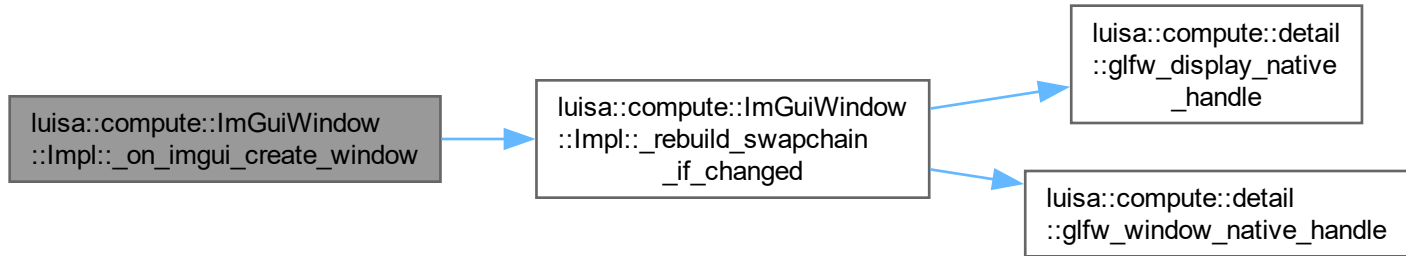 luisa::compute::ImGuiWindow
::Impl::_on_imgui_create_window
luisa::compute::ImGuiWindow
::Impl::_rebuild_swapchain
_if_changed
luisa::compute::detail
::glfw_display_native
_handle
luisa::compute::detail
::glfw_window_native_handle